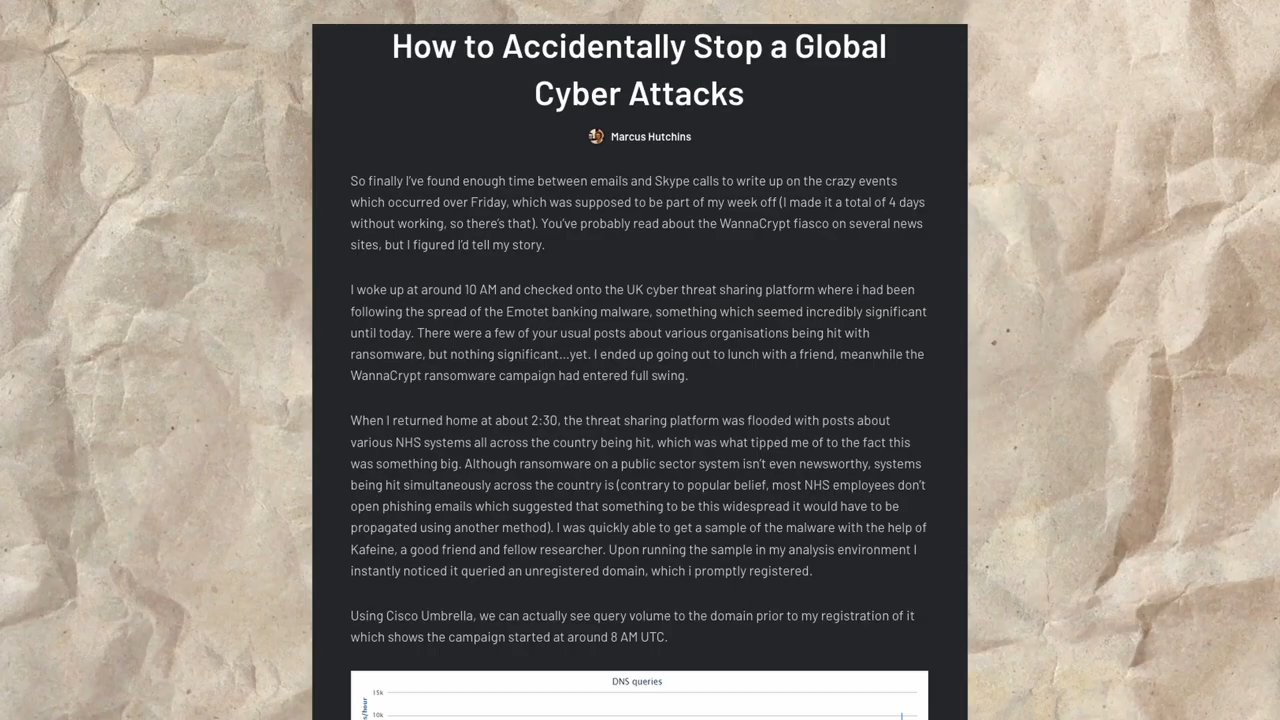 How to Accidentally Stop a Global
Cyber Attacks
Marcus Hutchins
So finally I've found enough time between emails and Skype calls to write up on the crazy events
which occurred over Friday, which was supposed to be part of my week off (I made it a total of 4 days
without working, so there's that). You've probably read about the WannaCrypt fiasco on several news
sites, but I figured I'd tell my story.
I woke up at around 10 AM and checked onto the UK cyber threat sharing platform where i had been
following the spread of the Emotet banking malware, something which seemed incredibly significant
until today. There were a few of your usual posts about various organisations being hit with
ransomware, but nothing significant...yet. I ended up going out to lunch with a friend, meanwhile the
WannaCrypt ransomware campaign had entered full swing.
When I returned home at about 2:30, the threat sharing platform was flooded with posts about
various NHS systems all across the country being hit, which was what tipped me of to the fact this
was something big. Although ransomware on a public sector system isn't even newsworthy, systems
being hit simultaneously across the country is (contrary to popular belief, most NHS employees don't
open phishing emails which suggested that something to be this widespread it would have to be
propagated using another method). I was quickly able to get a sample of the malware with the help of
Kafeine, a good friend and fellow researcher. Upon running the sample in my analysis environment I
instantly noticed it queried an unregistered domain, which i promptly registered.
Using Cisco Umbrella, we can actually see query volume to the domain prior to my registration of it
which shows the campaign started at around 8 AM UTC.
DNS queries
15k
10k